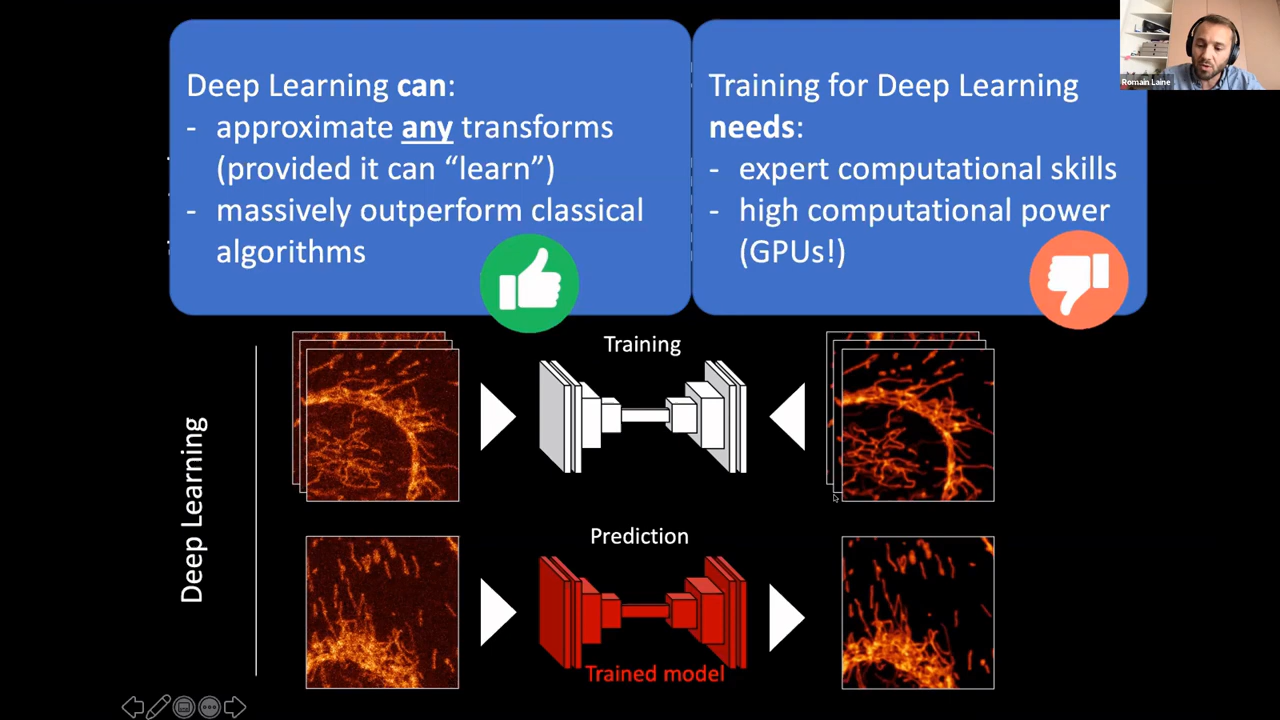 Deep Learning can:
- approximate any transforms
(provided it can “learn”)
- massively outperform classical
algorithms
Training for Deep Learning
needs:
- expert computational skills
- high computational power
(GPUs!)
Romain Laine
Training
Deep Learning
Prediction
Trained model